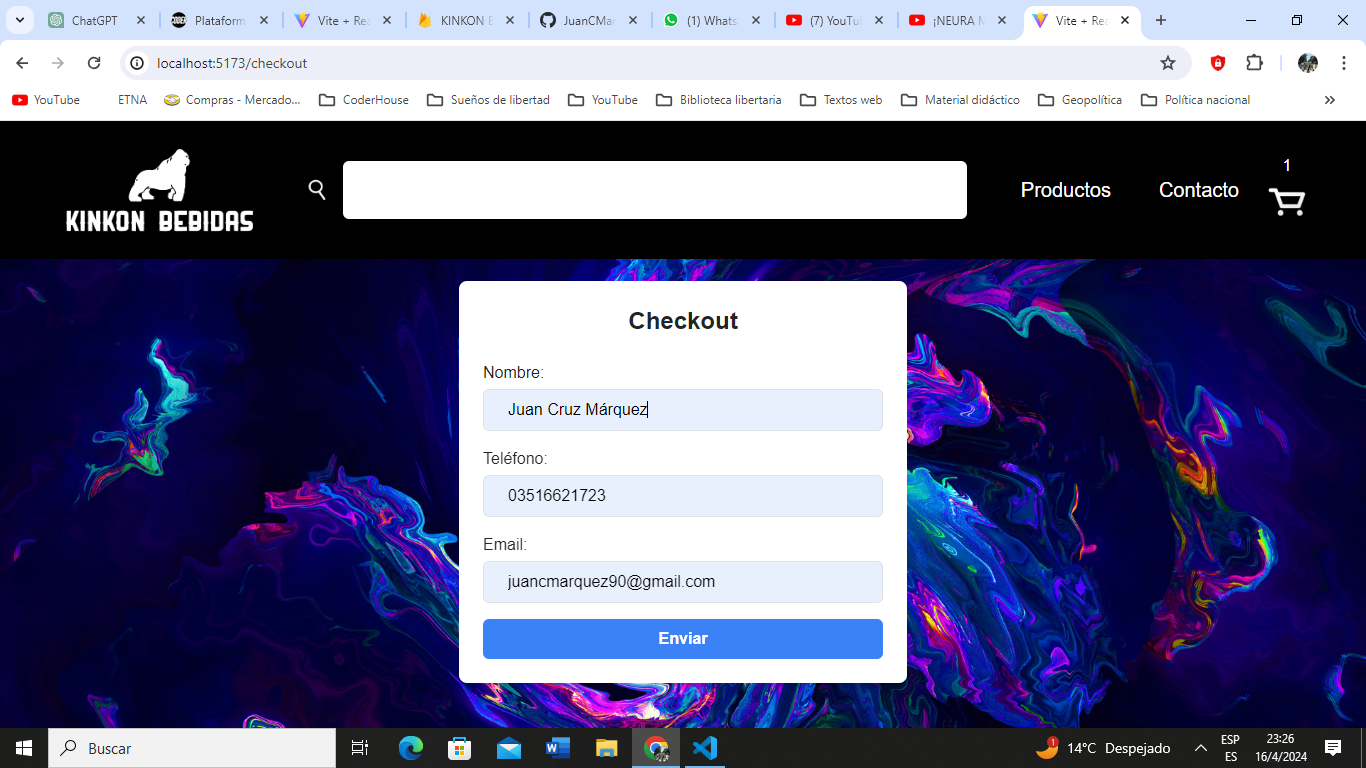 ChatGPT
Plataform
Vite + Rea
KINKON B
JuanCMar
(1) Whats
(7) YouTu
¡NEURA M
Vite + Rea
localhost:5173/checkout
YouTube
ETNA
Compras - Mercado...
CoderHouse
Sueños de libertad
YouTube
Biblioteca libertaria
Textos web
Material didáctico
Geopolítica
Política nacional
KINKON BEBIDAS
Productos
Contacto
1
Checkout
Nombre:
Juan Cruz Márquez
Teléfono:
03516621723
Email:
juancmarquez90@gmail.com
Enviar
Buscar
1
14°C Despejado
ESP
ES
23:26
16/4/2024